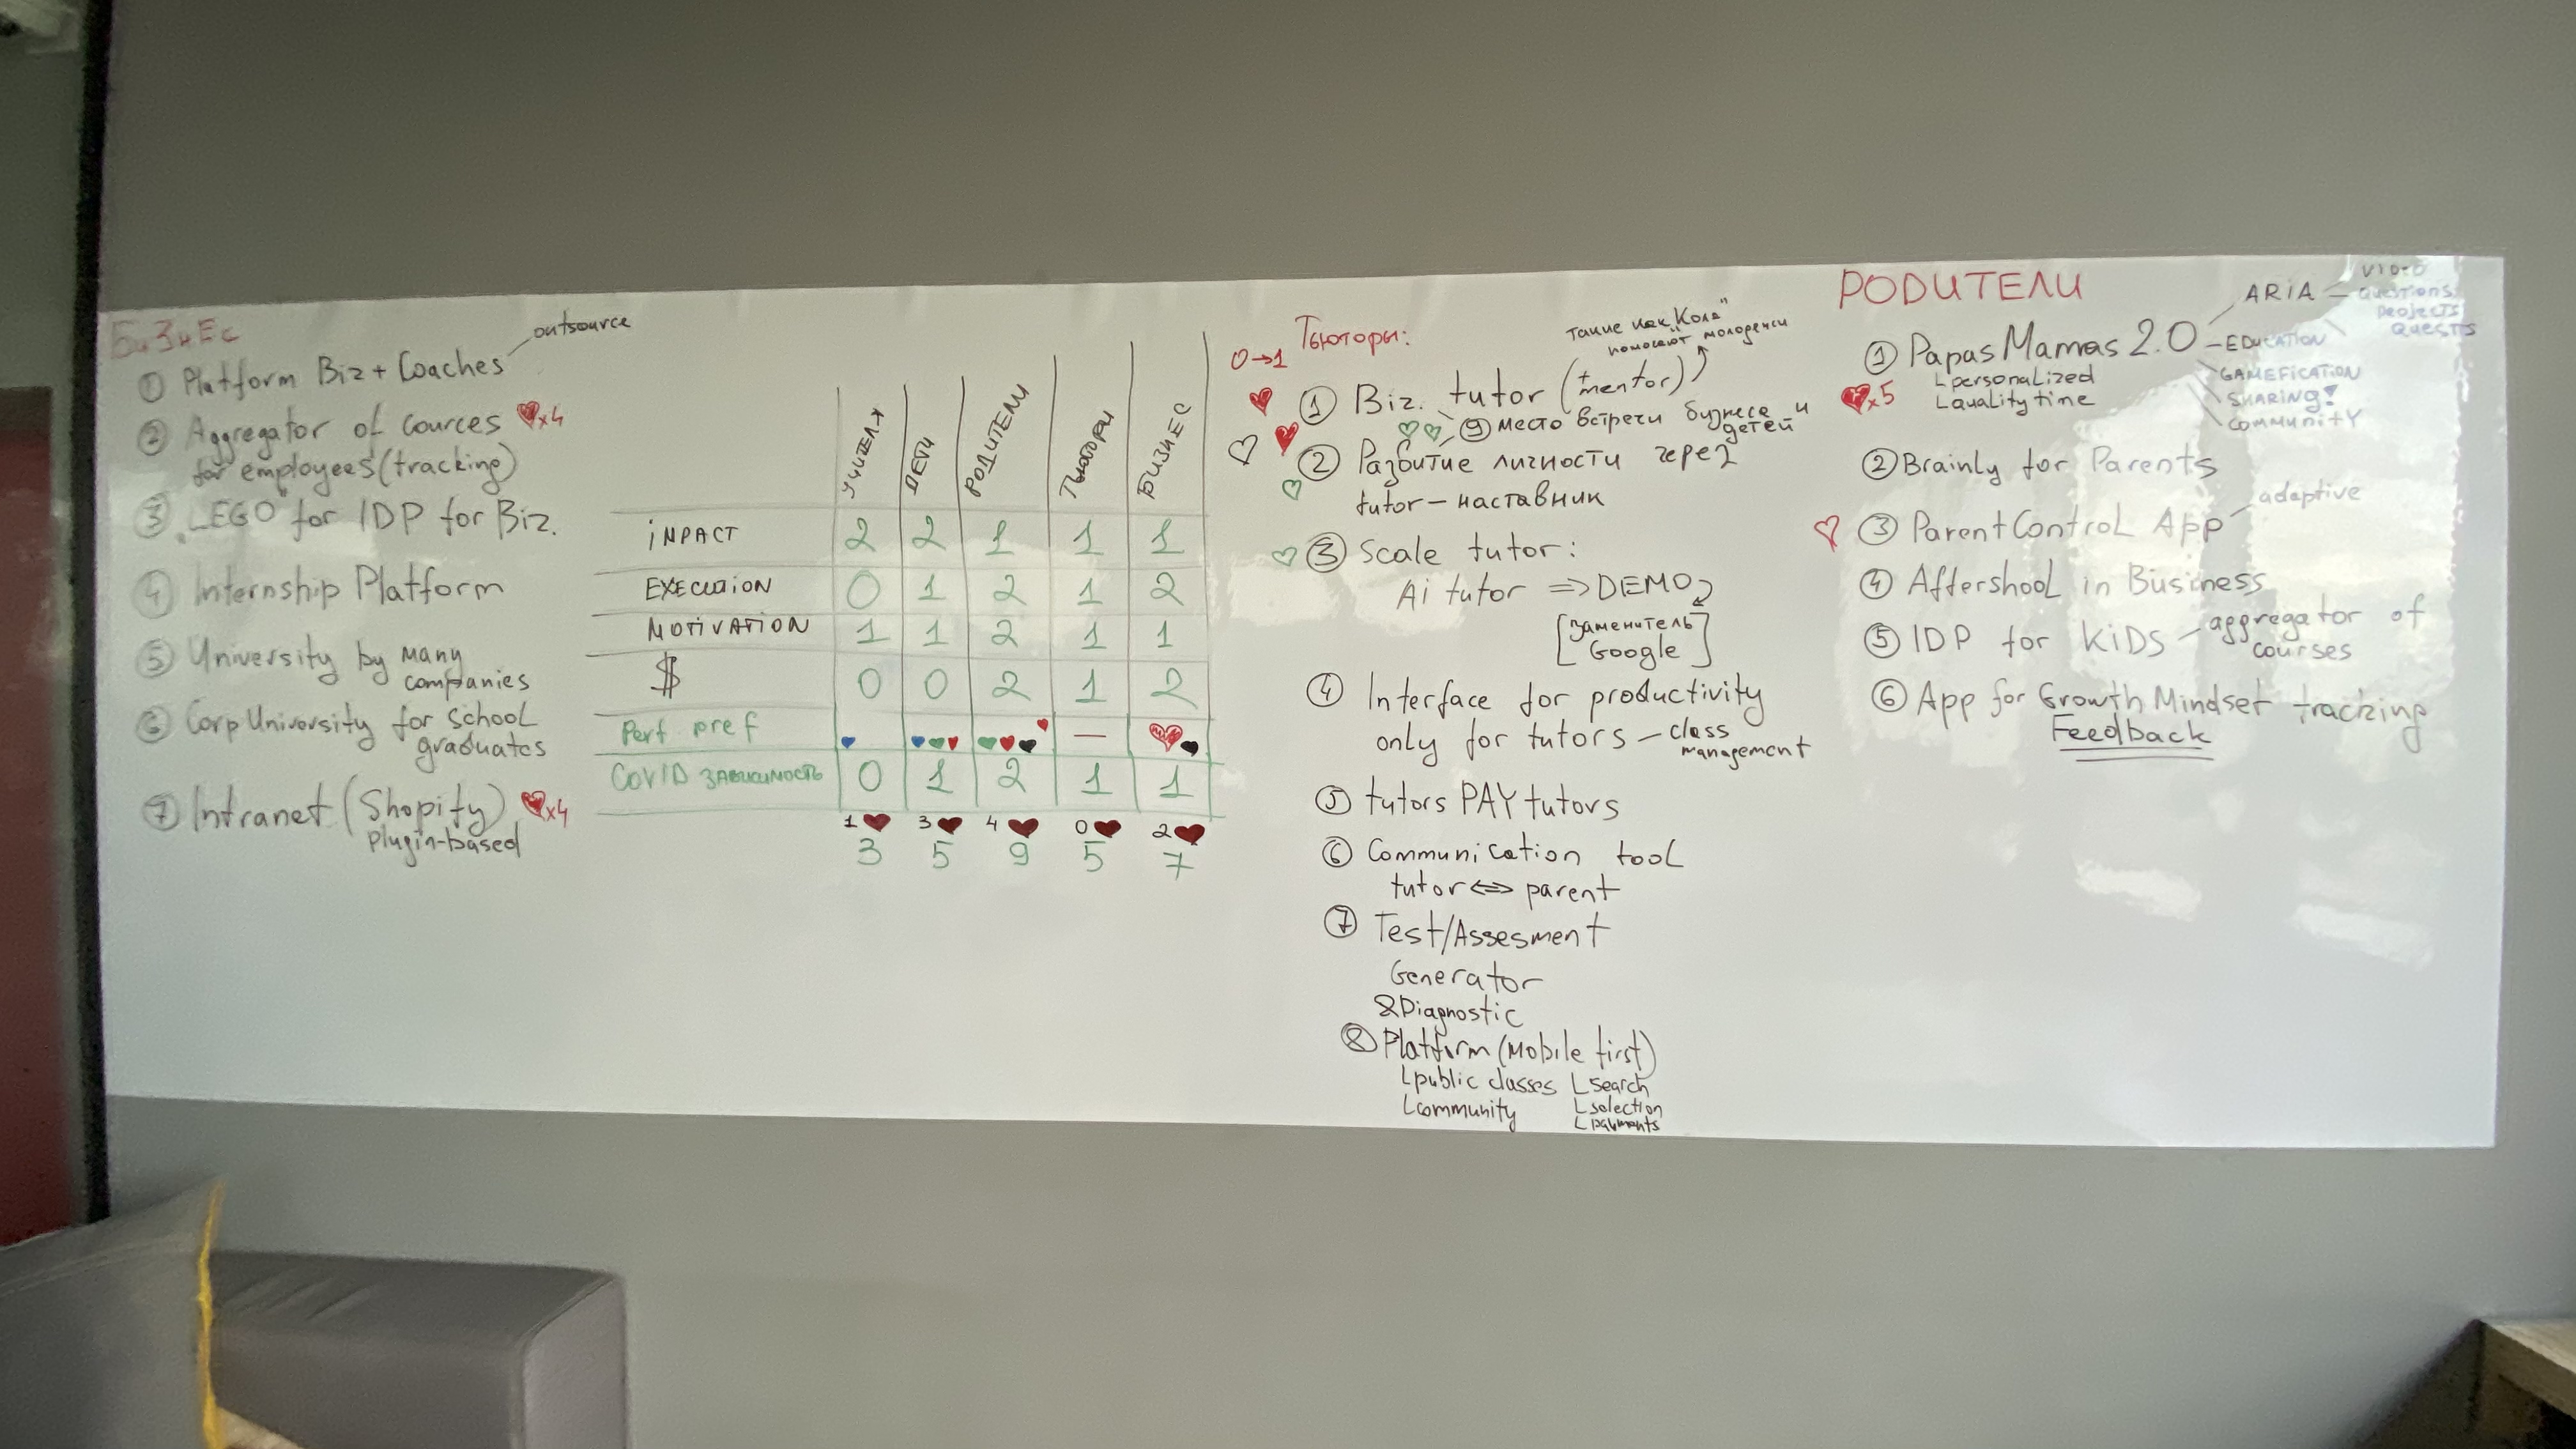 БиЗнЕс
outsource
① Platform Biz + Coaches
② Aggregator of cources ♥x4
for employees (tracking)
③ "LEGO" for IDP for Biz.
④ Internship Platform
⑤ University by many
companies
⑥ Corp University for school
graduates
⑦ Intranet (Shopify) ♥x4
plugin-based
УЧИТЕЛЯ ДЕТИ РОДИТЕЛИ Тьюторы БИЗНЕС
iMPACT 2 2 1 1 1
EXECUTiON 0 1 2 1 2
MOTiVATiON 1 1 2 1 1
$ 0 0 2 1 2
Perf pref —
COVID ЗАВИСИМОСТЬ 0 1 2 1 1
1♥ 3♥ 4♥ 0♥ 2♥
3 5 9 5 7
Тьюторы:
0→1
Такие как "Коля"
помогают молодежи
① Biz. tutor (+mentor)
⑨ место встречи бизнеса и
детей
② Развитие личности через
tutor – наставник
③ Scale tutor:
Ai tutor ⇒ DEMO
[заменитель
Google]
④ Interface for productivity
only for tutors – class
management
⑤ tutors PAY tutors
⑥ Communication tool
tutor ⇔ parent
⑦ Test/Assesment
Generator
&Diagnostic
⑧ Platform (mobile first)
public classes search
community selection
payments
РОДИТЕЛИ
ARiA – VIDEO
QUESTIONS
PROJECTS
QUESTS
① Papas Mamas 2.0 – EDUCATION
♥x5 personalized
quality time
GAMEFICATION
SHARING!
COMMUNITY
② Brainly for Parents
③ Parent Control App adaptive
④ Aftershool in Business
⑤ IDP for KiDS – aggregator of
courses
⑥ App for Growth Mindset tracking
Feedback